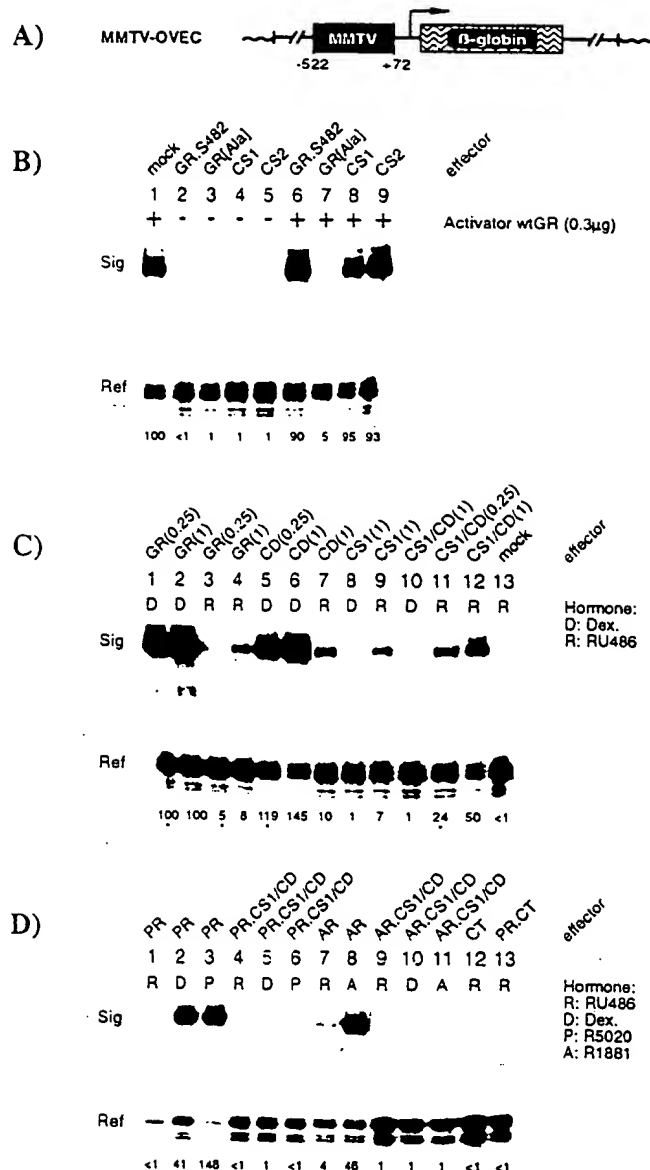 A) MMTV-OVEC MMTV ß-globin
-522 +72
B) mock GR.S482 GR[Ala] CS1 CS2 GR.S482 GR[Ala] CS1 CS2 effector
1 2 3 4 5 6 7 8 9
+ - - - - + + + + Activator wtGR (0.3µg)
Sig
Ref
100 <1 1 1 1 90 5 95 93
C) GR(0.25) GR(1) GR(0.25) GR(1) CD(0.25) CD(1) CD(1) CS1(1) CS1(1) CS1/CD(1) CS1/CD(0.25) CS1/CD(1) mock effector
1 2 3 4 5 6 7 8 9 10 11 12 13
D D R R D D R D R D R R R Hormone:
D: Dex.
R: RU486
Sig
Ref
100 100 5 8 119 145 10 1 7 1 24 50 <1
D) PR PR PR PR.CS1/CD PR.CS1/CD PR.CS1/CD AR AR AR.CS1/CD AR.CS1/CD AR.CS1/CD CT PR.CT effector
1 2 3 4 5 6 7 8 9 10 11 12 13
R D P R D P R A R D A R R Hormone:
R: RU486
D: Dex.
P: R5020
A: R1881
Sig
Ref
<1 41 148 <1 1 <1 4 46 1 1 1 <1 <1